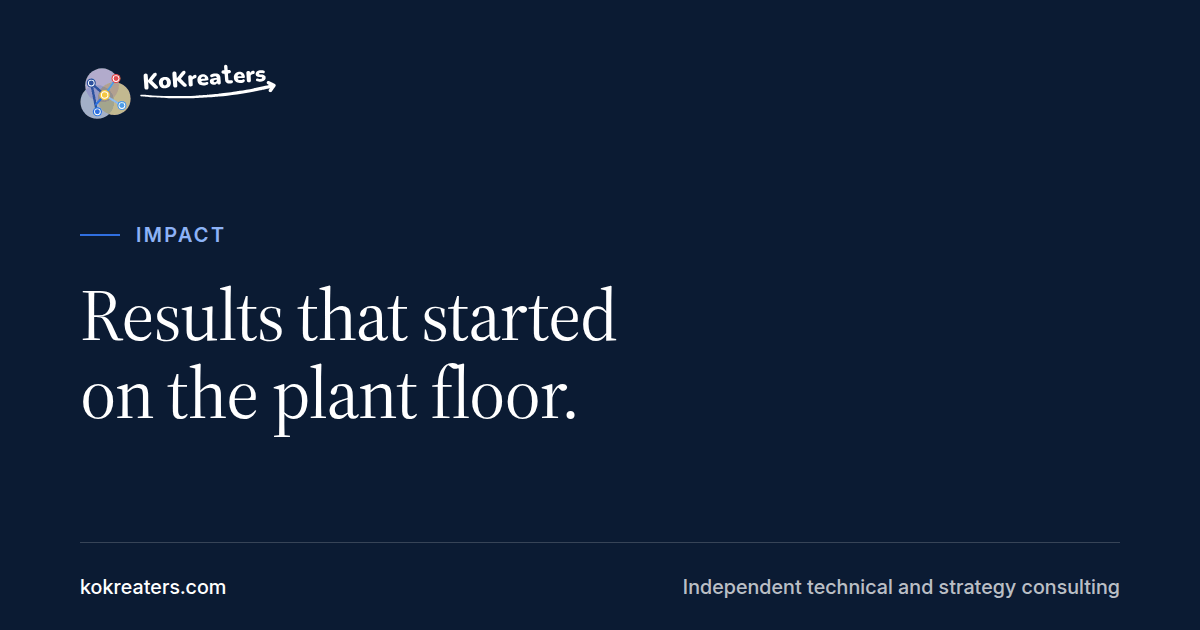 KoKreaters
IMPACT
Results that started
on the plant floor.
kokreaters.com
Independent technical and strategy consulting